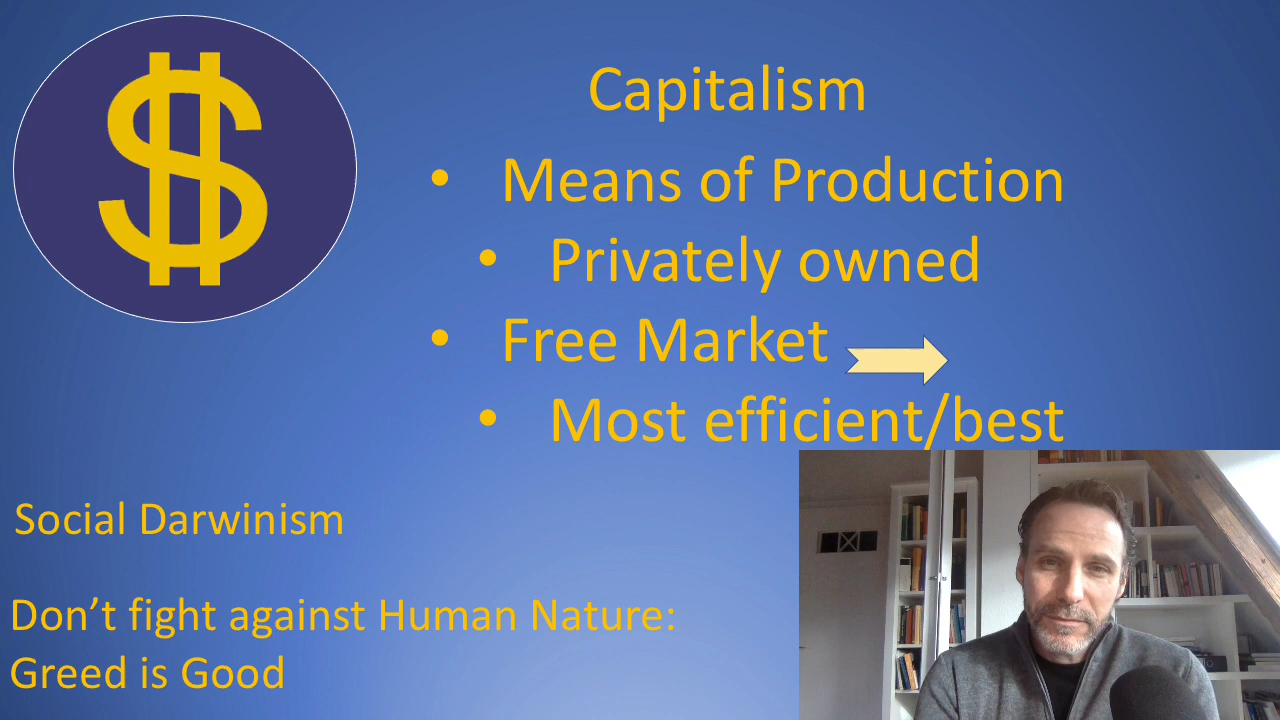 Capitalism
• Means of Production
• Privately owned
• Free Market
• Most efficient/best
Social Darwinism
Don’t fight against Human Nature:
Greed is Good